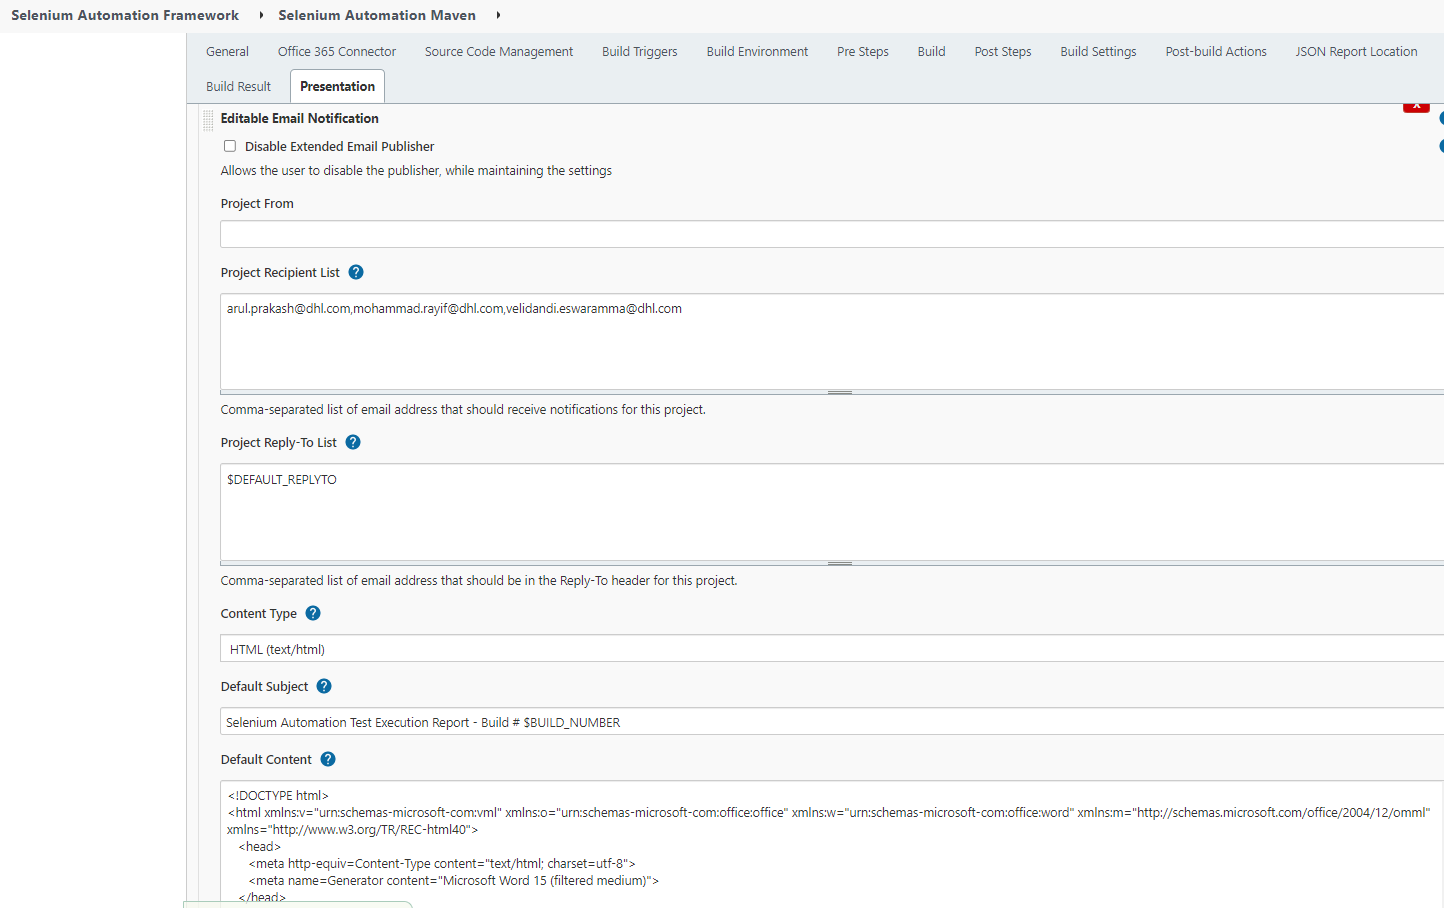 Selenium Automation Framework
Selenium Automation Maven
General Office 365 Connector Source Code Management Build Triggers Build Environment Pre Steps Build Post Steps Build Settings Post-build Actions JSON Report Location
Build Result Presentation
Editable Email Notification
X
Disable Extended Email Publisher
Allows the user to disable the publisher, while maintaining the settings
Project From
Project Recipient List ?
arul.prakash@dhl.com,mohammad.rayif@dhl.com,velidandi.eswaramma@dhl.com
Comma-separated list of email address that should receive notifications for this project.
Project Reply-To List ?
$DEFAULT_REPLYTO
Comma-separated list of email address that should be in the Reply-To header for this project.
Content Type ?
HTML (text/html)
Default Subject ?
Selenium Automation Test Execution Report - Build # $BUILD_NUMBER
Default Content ?
<!DOCTYPE html>
<html xmlns:v="urn:schemas-microsoft-com:vml" xmlns:o="urn:schemas-microsoft-com:office:office" xmlns:w="urn:schemas-microsoft-com:office:word" xmlns:m="http://schemas.microsoft.com/office/2004/12/omml"
xmlns="http://www.w3.org/TR/REC-html40">
<head>
<meta http-equiv=Content-Type content="text/html; charset=utf-8">
<meta name=Generator content="Microsoft Word 15 (filtered medium)">
</head>